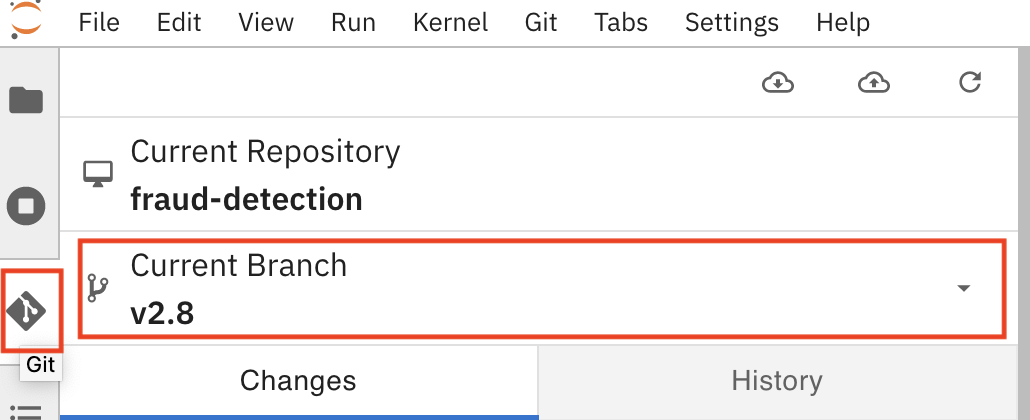 File Edit View Run Kernel Git Tabs Settings Help
Current Repository
fraud-detection
Current Branch
v2.8
Git
Changes History